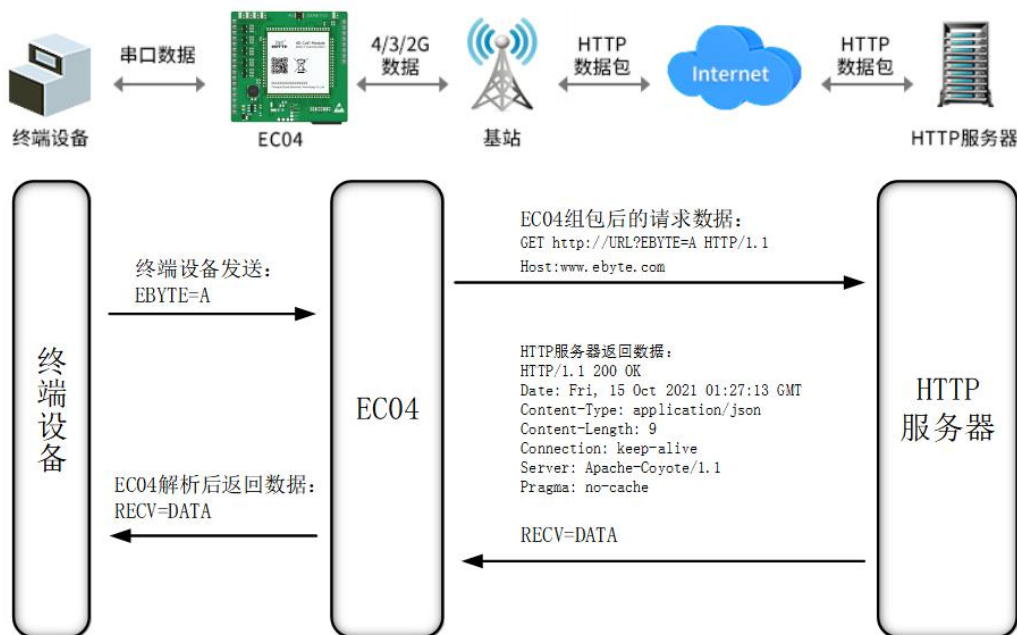 串口数据
4/3/2G
数据
HTTP
数据包
Internet
HTTP
数据包
终端设备
EC04
基站
HTTP服务器
终端设备发送：
EBYTE=A
EC04组包后的请求数据：
GET http://URL?EBYTE=A HTTP/1.1
Host:www.ebyte.com
终端设备
EC04
HTTP
服务器
HTTP服务器返回数据：
HTTP/1.1 200 OK
Date: Fri, 15 Oct 2021 01:27:13 GMT
Content-Type: application/json
Content-Length: 9
Connection: keep-alive
Server: Apache-Coyote/1.1
Pragma: no-cache
RECV=DATA
EC04解析后返回数据：
RECV=DATA